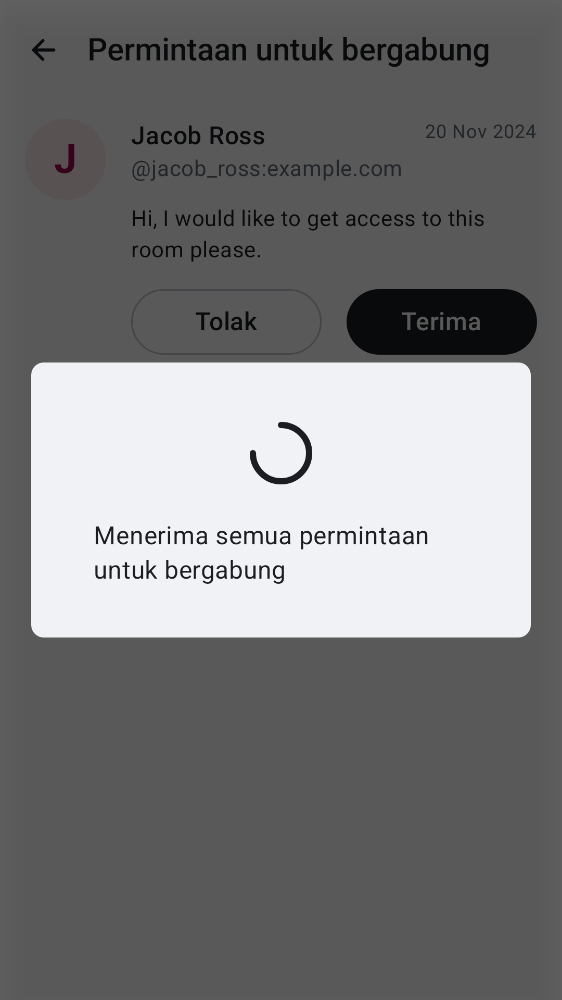 Permintaan untuk bergabung
J
Jacob Ross
20 Nov 2024
@jacob_ross:example.com
Hi, I would like to get access to this
room please.
Tolak
Terima
Menerima semua permintaan
untuk bergabung